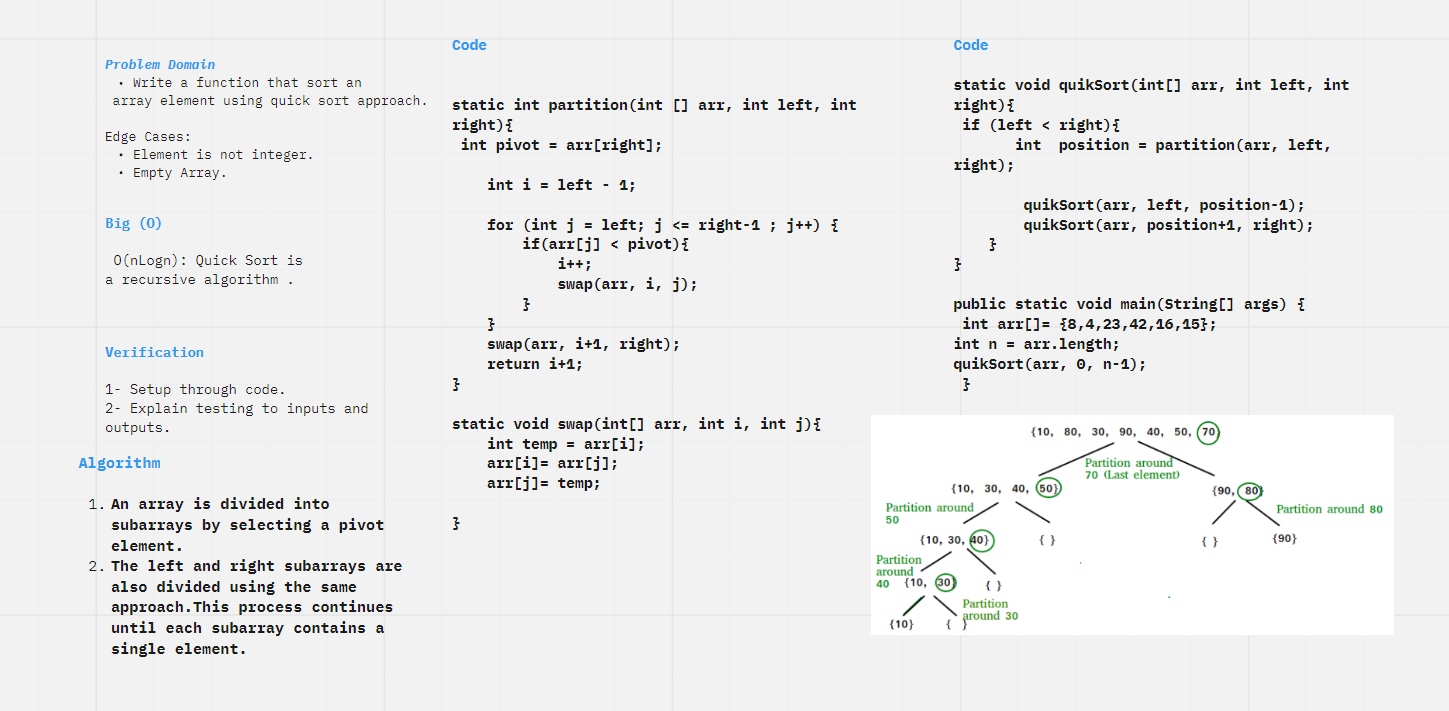 Problem Domain
• Write a function that sort an
array element using quick sort approach.
Edge Cases:
• Element is not integer.
• Empty Array.
Big (O)
O(nLogn): Quick Sort is
a recursive algorithm .
Verification
1- Setup through code.
2- Explain testing to inputs and
outputs.
Algorithm
1. An array is divided into
subarrays by selecting a pivot
element.
2. The left and right subarrays are
also divided using the same
approach.This process continues
until each subarray contains a
single element.
Code
static int partition(int [] arr, int left, int
right){
int pivot = arr[right];
int i = left - 1;
for (int j = left; j <= right-1 ; j++) {
if(arr[j] < pivot){
i++;
swap(arr, i, j);
}
}
swap(arr, i+1, right);
return i+1;
}
static void swap(int[] arr, int i, int j){
int temp = arr[i];
arr[i]= arr[j];
arr[j]= temp;
}
Code
static void quikSort(int[] arr, int left, int
right){
if (left < right){
int  position = partition(arr, left,
right);
quikSort(arr, left, position-1);
quikSort(arr, position+1, right);
}
}
public static void main(String[] args) {
int arr[]= {8,4,23,42,16,15};
int n = arr.length;
quikSort(arr, 0, n-1);
}
{10, 80, 30, 90, 40, 50, 70}
Partition around
70 (Last element)
{10, 30, 40, 50}
{90, 80}
Partition around
50
Partition around 80
{10, 30, 40}
{ }
{ }
{90}
Partition
around
40
{10, 30}
{ }
Partition
around 30
{10}
{ }